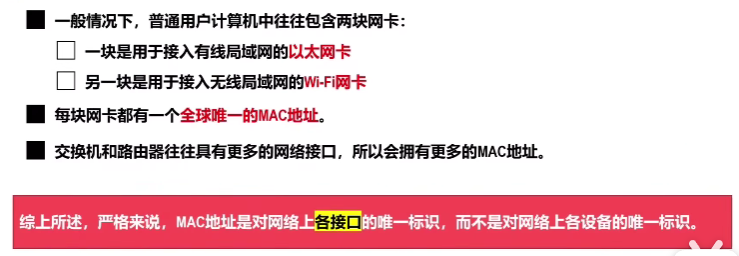 一般情况下，普通用户计算机中往往包含两块网卡：
一块是用于接入有线局域网的以太网卡
另一块是用于接入无线局域网的Wi-Fi网卡
每块网卡都有一个全球唯一的MAC地址。
交换机和路由器往往具有更多的网络接口，所以会拥有更多的MAC地址。
综上所述，严格来说，MAC地址是对网络上各接口的唯一标识，而不是对网络上各设备的唯一标识。